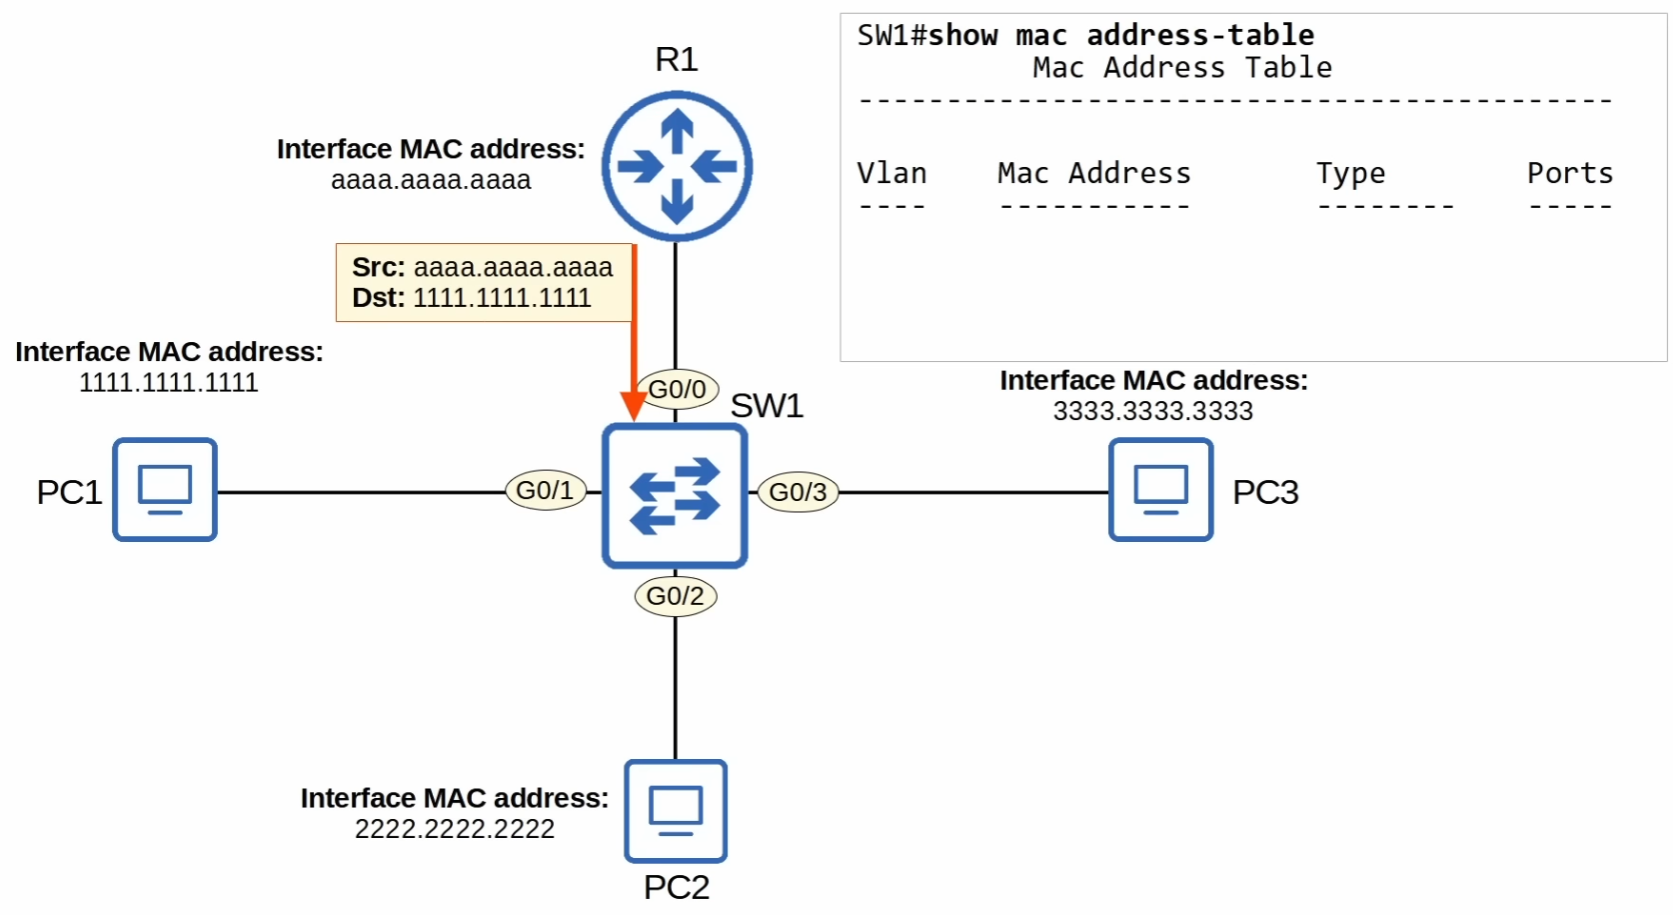 R1
Interface MAC address:
aaaa.aaaa.aaaa
Src: aaaa.aaaa.aaaa
Dst: 1111.1111.1111
SW1#show mac address-table
Mac Address Table
-------------------------------------------
Vlan    Mac Address       Type        Ports
----    -----------       --------    -----
Interface MAC address:
1111.1111.1111
PC1
G0/1
G0/0
SW1
G0/3
G0/2
Interface MAC address:
3333.3333.3333
PC3
Interface MAC address:
2222.2222.2222
PC2